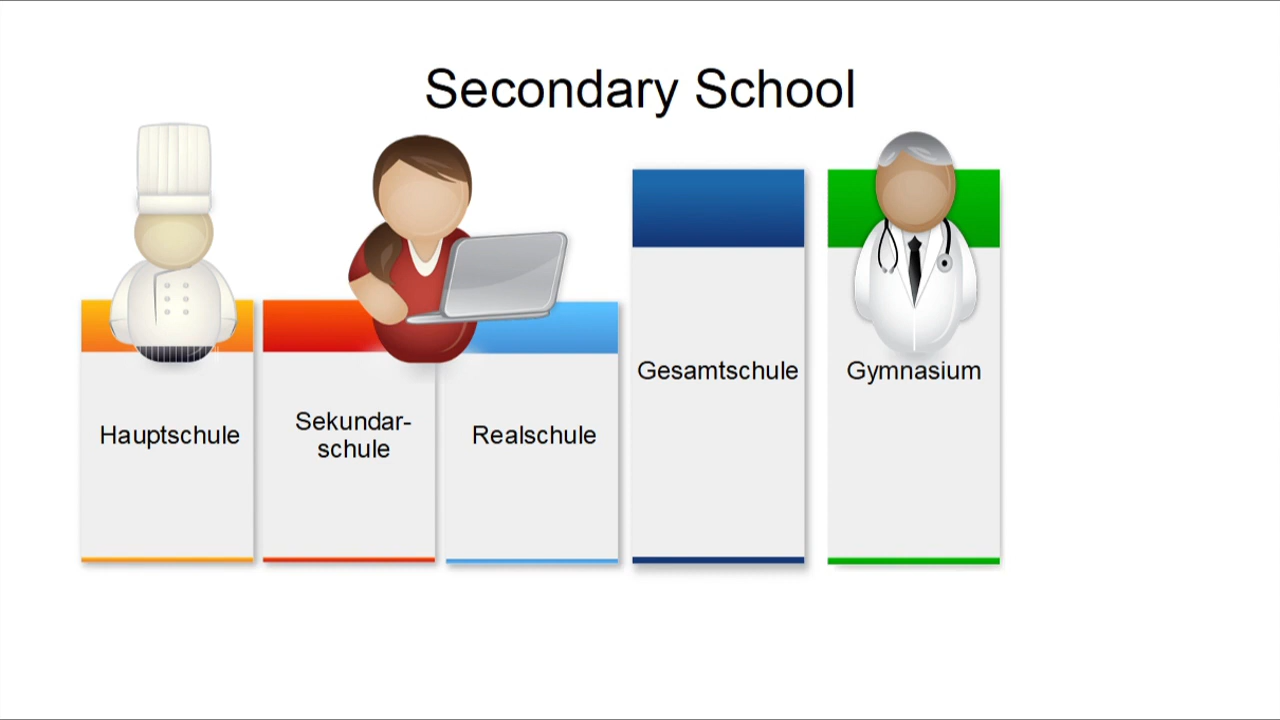 Secondary School
Hauptschule
Sekundar-
schule
Realschule
Gesamtschule
Gymnasium